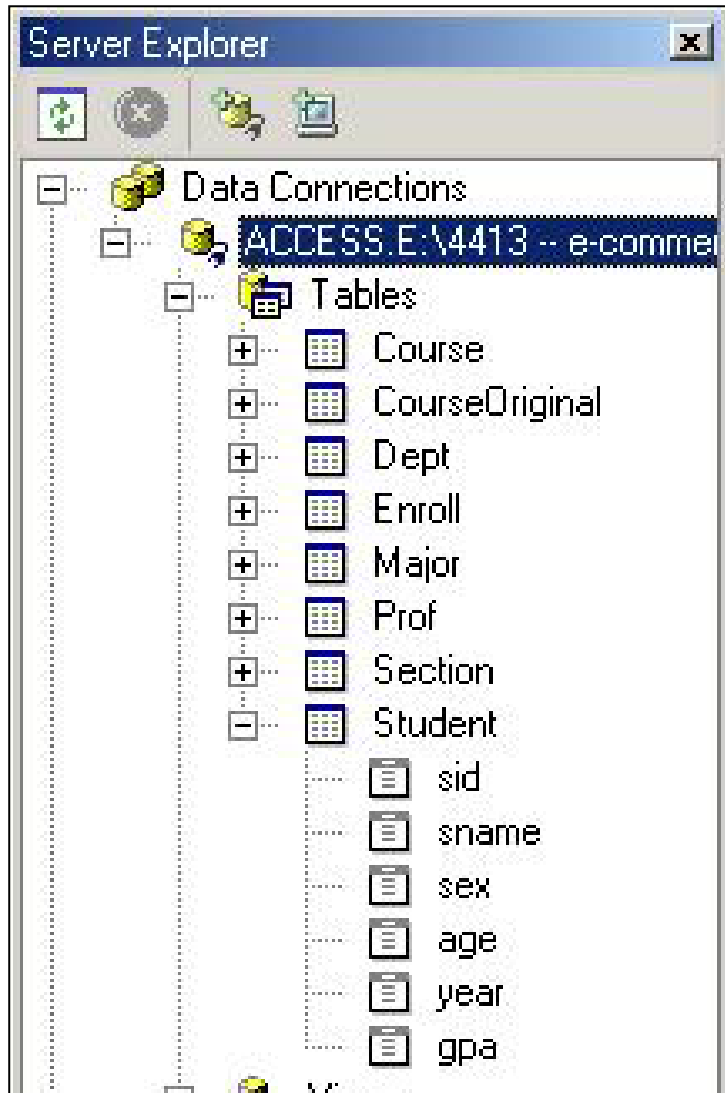 Server Explorer
Data Connections
ACCESS.E:\4413 -- e-commer
Tables
Course
CourseOriginal
Dept
Enroll
Major
Prof
Section
Student
sid
sname
sex
age
year
gpa